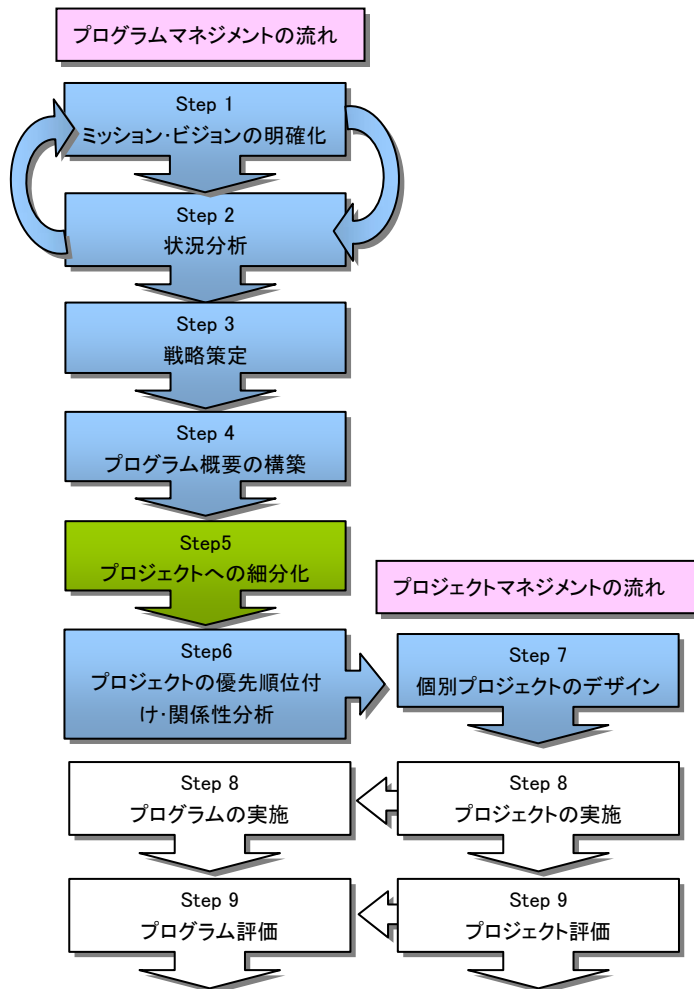 プログラムマネジメントの流れ
Step 1
ミッション・ビジョンの明確化
Step 2
状況分析
Step 3
戦略策定
Step 4
プログラム概要の構築
Step5
プロジェクトへの細分化
プロジェクトマネジメントの流れ
Step6
プロジェクトの優先順位付
け・関係性分析
Step 7
個別プロジェクトのデザイン
Step 8
プログラムの実施
Step 8
プロジェクトの実施
Step 9
プログラム評価
Step 9
プロジェクト評価